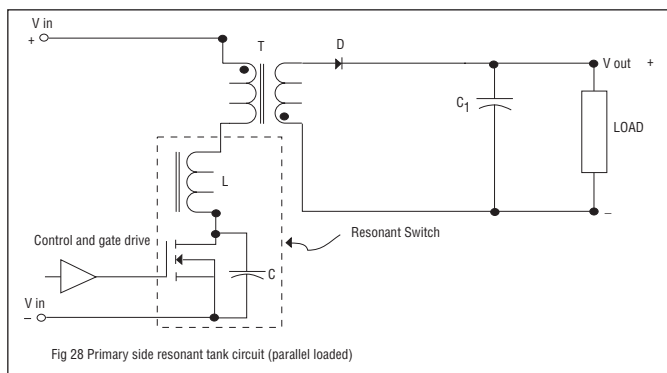 V in
+
T
D
V out +
C1
LOAD
L
–
Resonant Switch
Control and gate drive
C
V in
–
Fig 28 Primary side resonant tank circuit (parallel loaded)